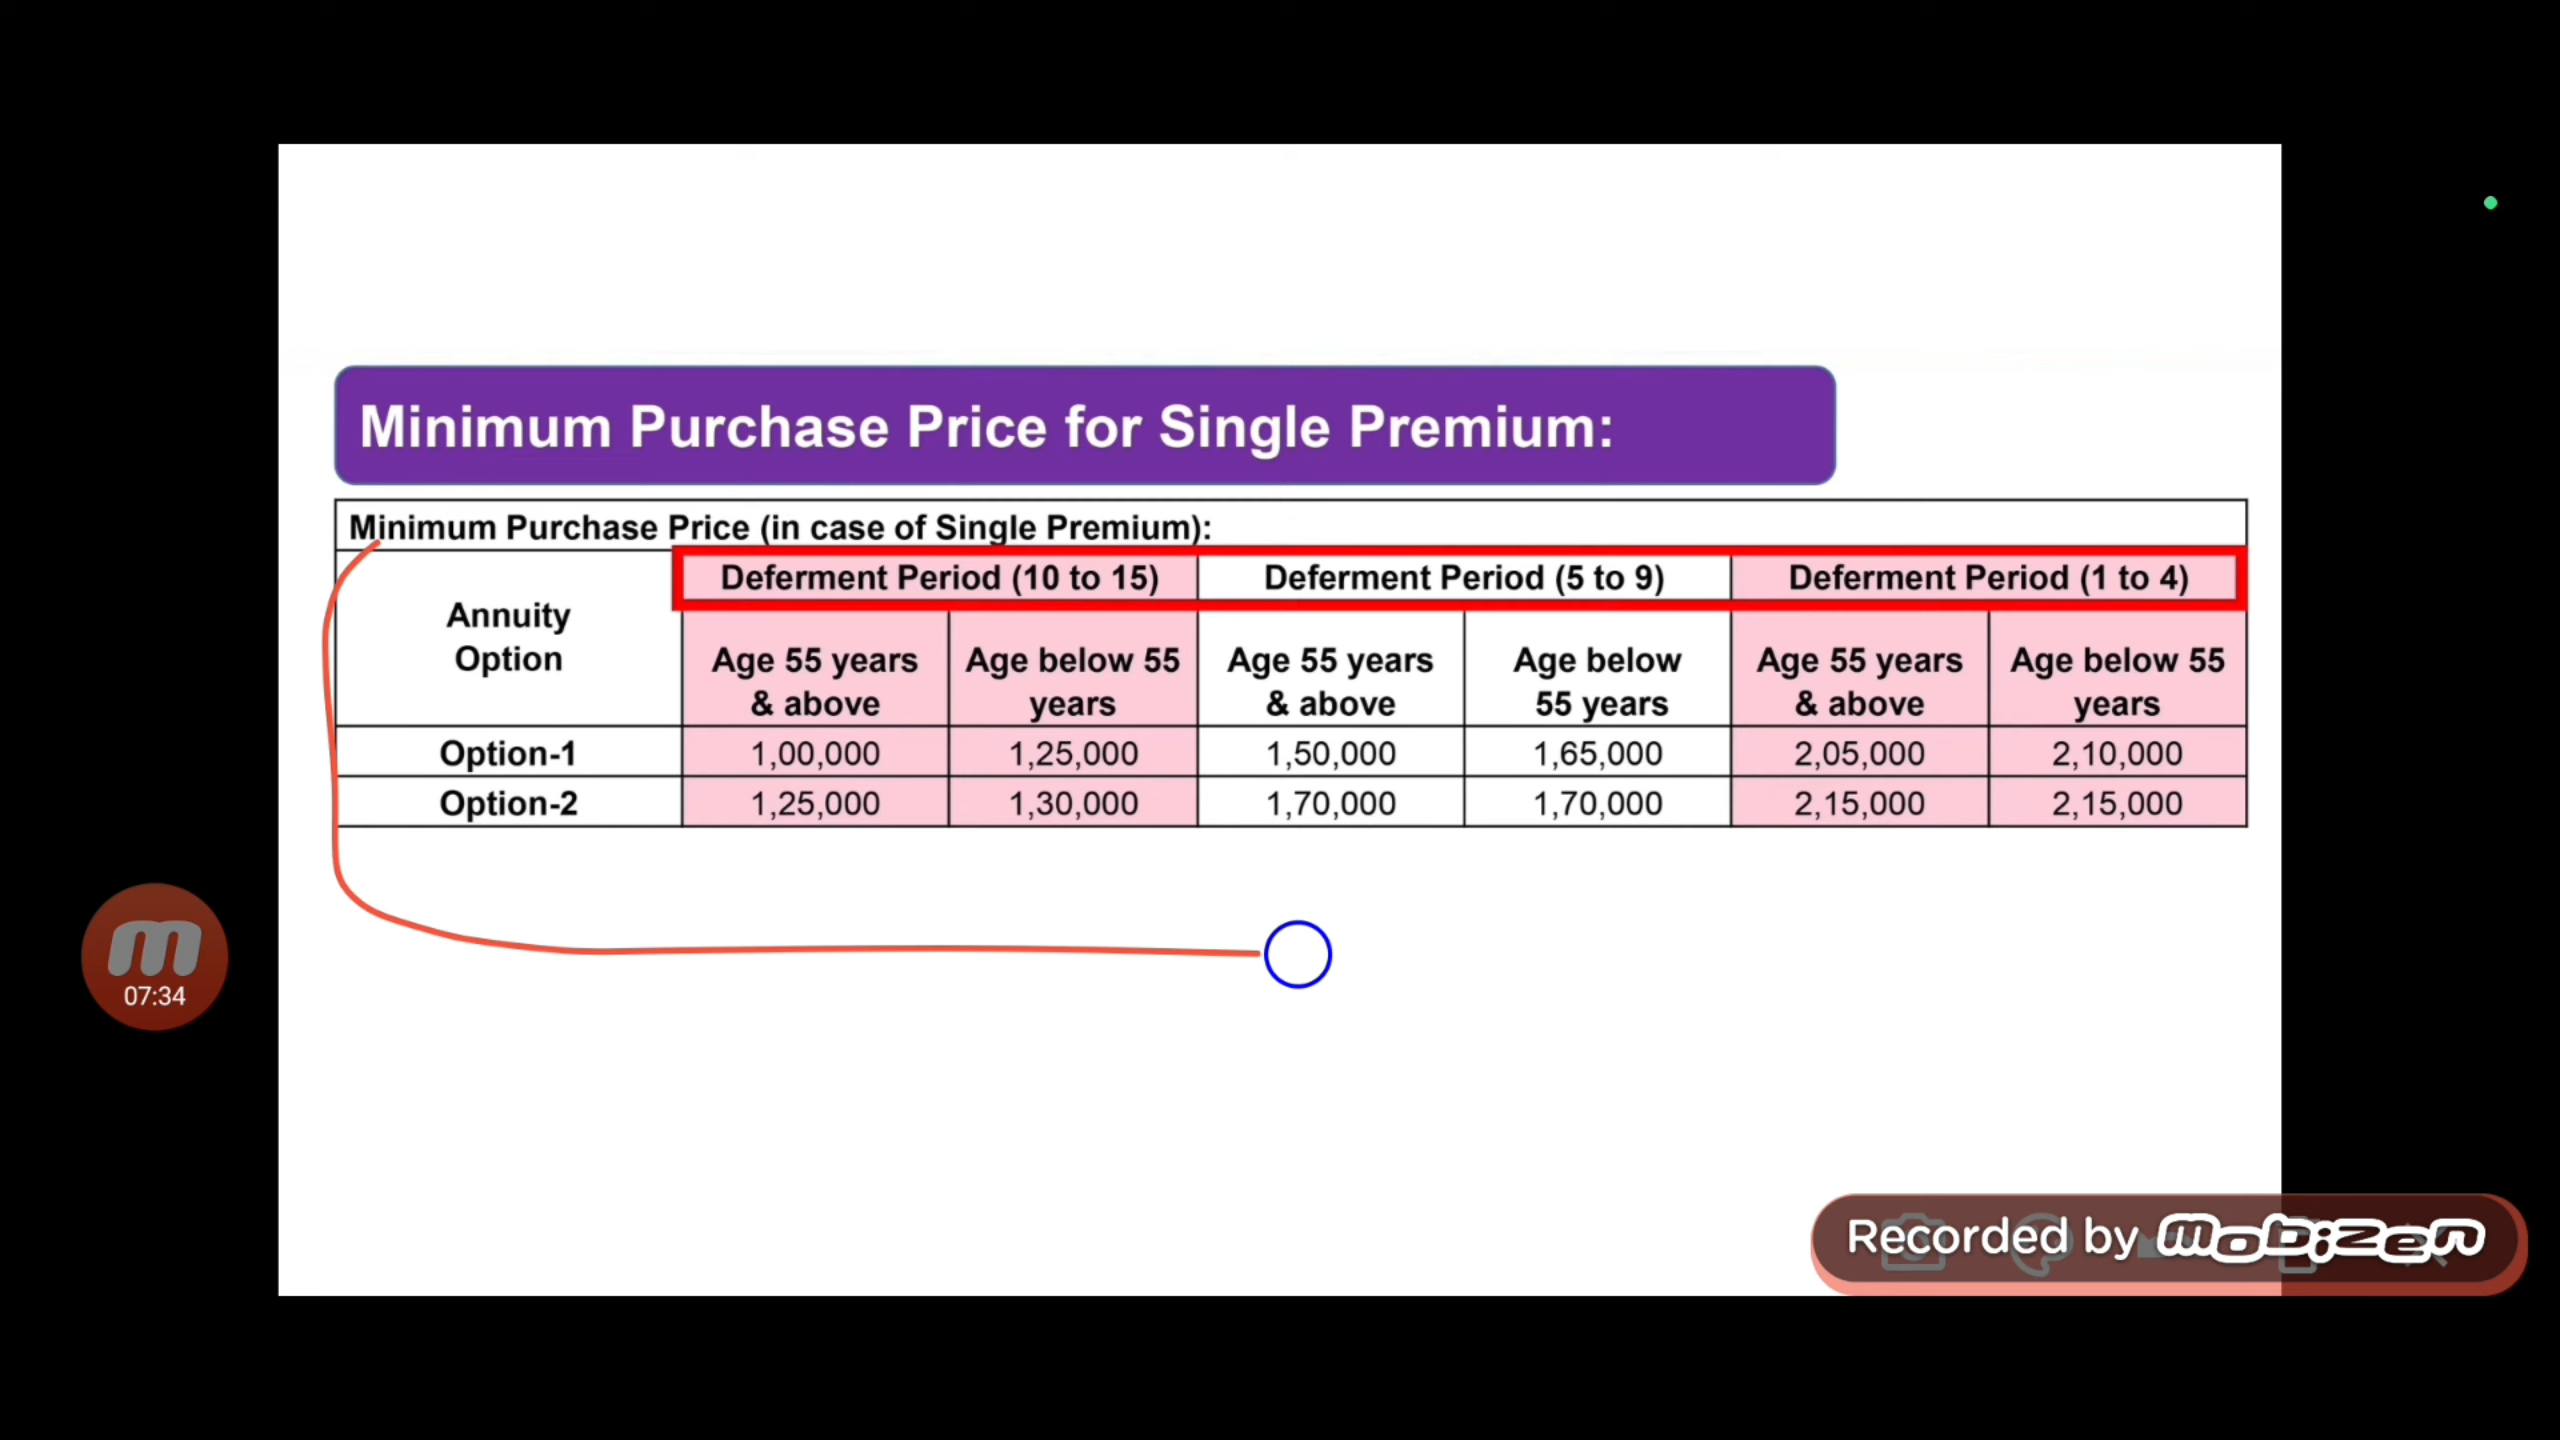 Minimum Purchase Price for Single Premium:
Minimum Purchase Price (in case of Single Premium):
Annuity Option
Deferment Period (10 to 15) Deferment Period (5 to 9) Deferment Period (1 to 4)
Age 55 years & above Age below 55 years Age 55 years & above Age below 55 years Age 55 years & above Age below 55 years
Option-1 1,00,000 1,25,000 1,50,000 1,65,000 2,05,000 2,10,000
Option-2 1,25,000 1,30,000 1,70,000 1,70,000 2,15,000 2,15,000
m
07:34
Recorded by mobizen